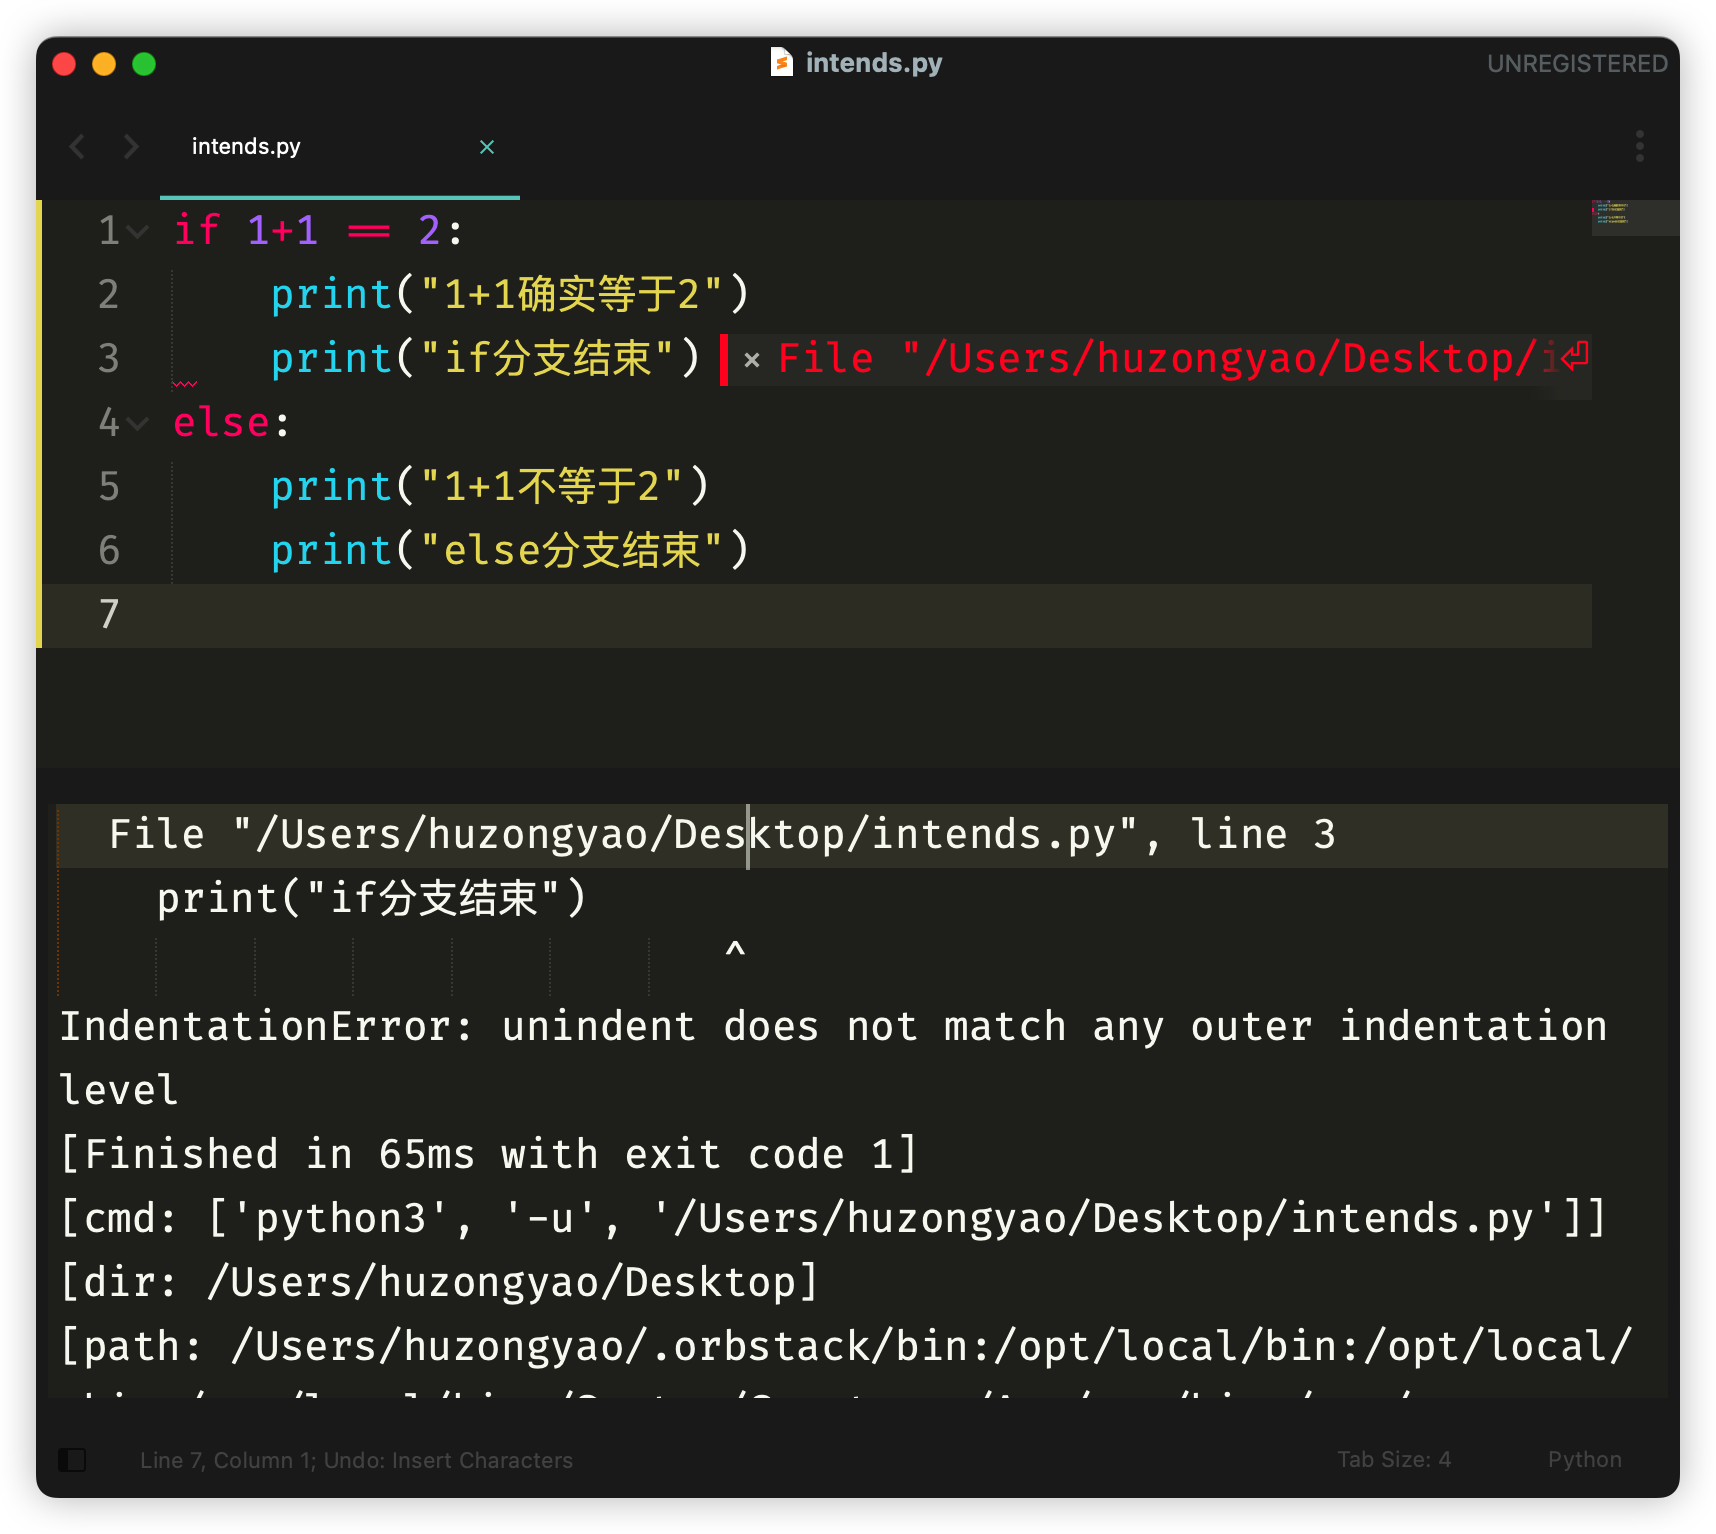 intends.py
UNREGISTERED
intends.py
1 if 1+1 == 2:
2     print("1+1确实等于2")
3     print("if分支结束") × File "/Users/huzongyao/Desktop/i
4 else:
5     print("1+1不等于2")
6     print("else分支结束")
7
  File "/Users/huzongyao/Desktop/intends.py", line 3
    print("if分支结束")
                           ^
IndentationError: unindent does not match any outer indentation
level
[Finished in 65ms with exit code 1]
[cmd: ['python3', '-u', '/Users/huzongyao/Desktop/intends.py']]
[dir: /Users/huzongyao/Desktop]
[path: /Users/huzongyao/.orbstack/bin:/opt/local/bin:/opt/local/
Line 7, Column 1; Undo: Insert Characters
Tab Size: 4
Python